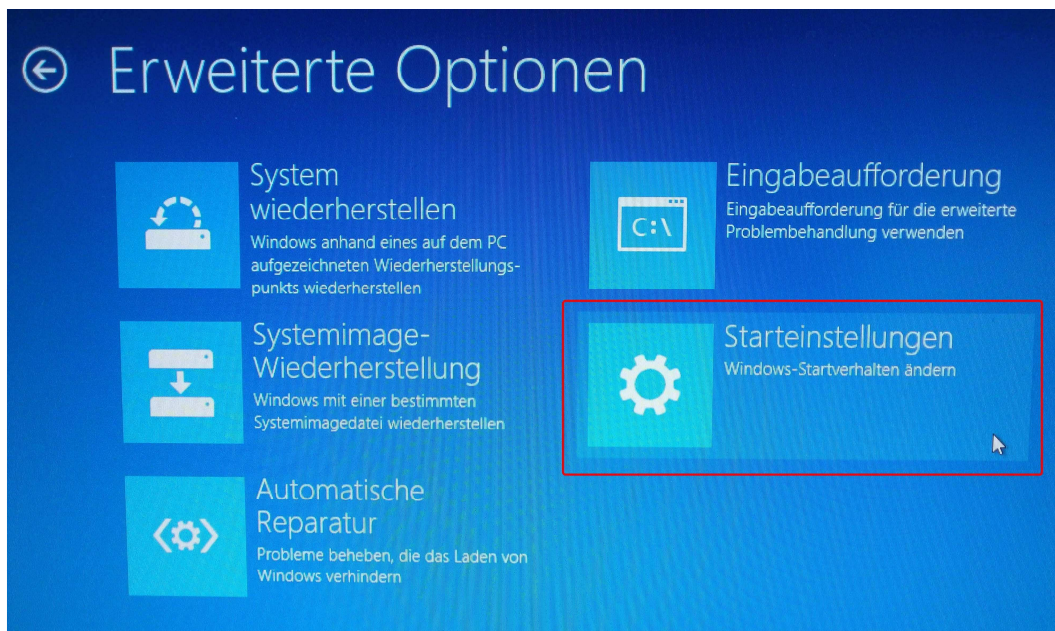 Erweiterte Optionen
System
wiederherstellen
Windows anhand eines auf dem PC
aufgezeichneten Wiederherstellungs-
punkts wiederherstellen
Systemimage-
Wiederherstellung
Windows mit einer bestimmten
Systemimagedatei wiederherstellen
Automatische
Reparatur
Probleme beheben, die das Laden von
Windows verhindern
C:\
Eingabeaufforderung
Eingabeaufforderung für die erweiterte
Problembehandlung verwenden
Starteinstellungen
Windows-Startverhalten ändern